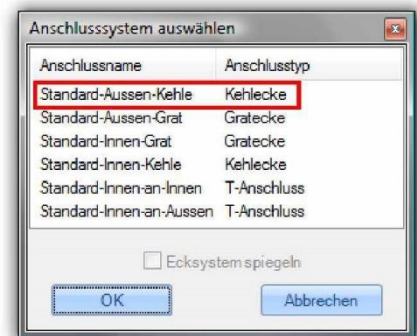 Anschlusssystem auswählen
Anschlussname Anschlusstyp
Standard-Aussen-Kehle Kehlecke
Standard-Aussen-Grat Gratecke
Standard-Innen-Grat Gratecke
Standard-Innen-Kehle Kehlecke
Standard-Innen-an-Innen T-Anschluss
Standard-Innen-an-Aussen T-Anschluss
Ecksystem spiegeln
OK Abbrechen